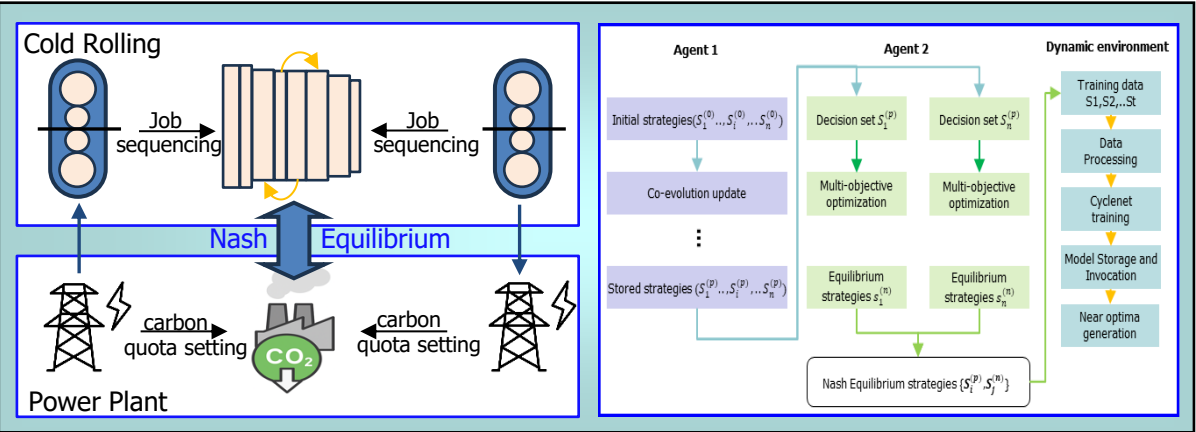 Cold Rolling
Job
sequencing
Job
sequencing
Nash Equilibrium
carbon
quota setting
carbon
quota setting
CO₂
Power Plant
Agent 1
Initial strategies(S₁⁽⁰⁾..,Sᵢ⁽⁰⁾,..Sₙ⁽⁰⁾)
Co-evolution update
⋮
Stored strategies (S₁⁽ᵖ⁾..,Sᵢ⁽ᵖ⁾,..Sₙ⁽ᵖ⁾)
Agent 2
Decision set S₁⁽ᵖ⁾
Decision set Sₙ⁽ᵖ⁾
Multi-objective
optimization
Multi-objective
optimization
Equilibrium
strategies s₁⁽ⁿ⁾
Equilibrium
strategies sₙ⁽ⁿ⁾
Nash Equilibrium strategies {Sᵢ⁽ᵖ⁾,Sⱼ⁽ⁿ⁾}
Dynamic environment
Training data
S1,S2,..St
Data
Processing
Cyclenet
training
Model Storage and
Invocation
Near optima
generation